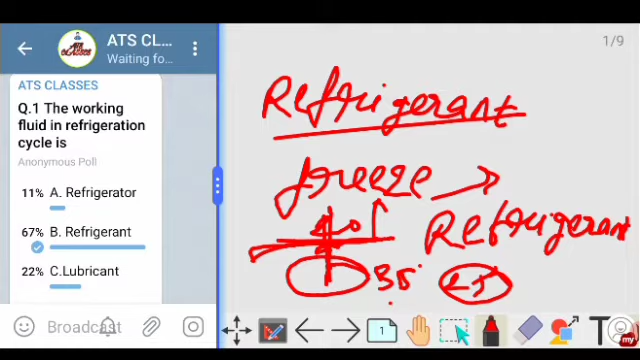 ATS CL...
Waiting fo...
ATS CLASSES
Q.1 The working
fluid in refrigeration
cycle is
Anonymous Poll
11% A. Refrigerator
67% B. Refrigerant
22% C.Lubricant
Broadcast
1/9
Refrigerant
freeze →
Refrigerant
35°
1
T
my